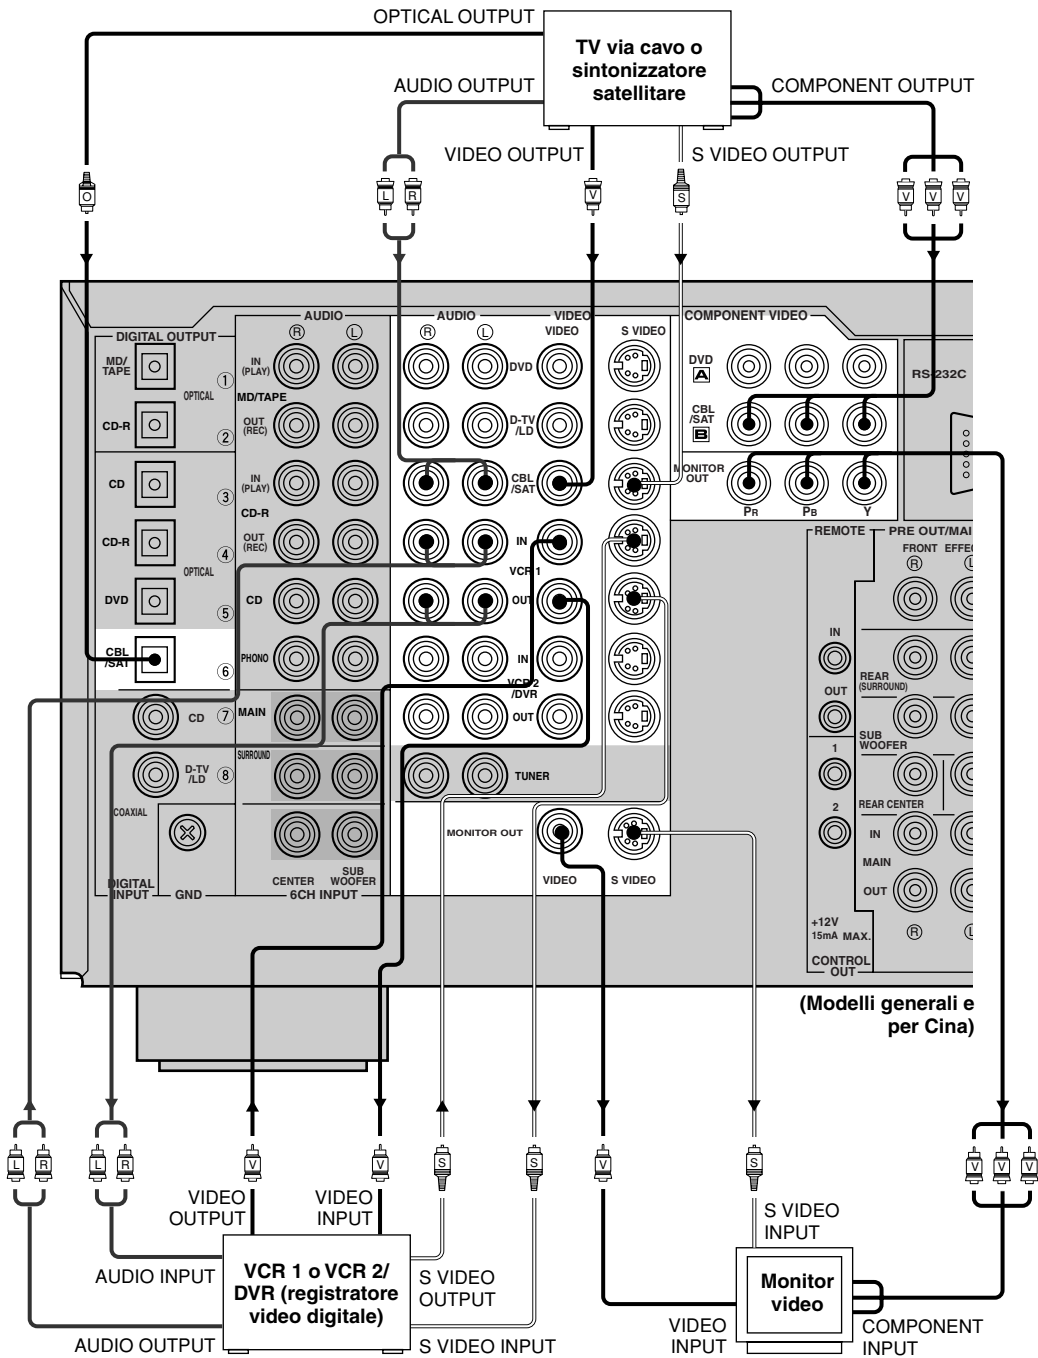 OPTICAL OUTPUT
TV via cavo o
sintonizzatore
satellitare
AUDIO OUTPUT
COMPONENT OUTPUT
VIDEO OUTPUT
S VIDEO OUTPUT
O
L
R
V
S
V
V
V
AUDIO
AUDIO
VIDEO
COMPONENT VIDEO
DIGITAL OUTPUT
R
L
R
L
VIDEO
S VIDEO
MD/
TAPE
1
OPTICAL
IN
(PLAY)
MD/TAPE
DVD
DVD
A
RS-232C
CD-R
2
OUT
(REC)
D-TV
/LD
CBL
/SAT
B
CD
3
IN
(PLAY)
CD-R
CBL
/SAT
MONITOR
OUT
PR
PB
Y
CD-R
4
OPTICAL
OUT
(REC)
IN
VCR 1
REMOTE
PRE OUT/MAI
FRONT
EFFEC
R
L
DVD
5
CD
OUT
CBL
/SAT
6
PHONO
IN
VCR 2
/DVR
IN
REAR
(SURROUND)
CD
7
MAIN
OUT
OUT
SUB
WOOFER
D-TV
/LD
8
SURROUND
TUNER
1
COAXIAL
2
REAR CENTER
MONITOR OUT
IN
MAIN
OUT
DIGITAL
INPUT
GND
CENTER
SUB
WOOFER
6CH INPUT
VIDEO
S VIDEO
+12V
15mA MAX.
R
L
CONTROL
OUT
(Modelli generali e
per Cina)
L
R
L
R
V
V
S
S
V
S
V
V
V
VIDEO
OUTPUT
VIDEO
INPUT
S VIDEO
INPUT
AUDIO INPUT
VCR 1 o VCR 2/
DVR (registratore
video digitale)
S VIDEO
OUTPUT
Monitor
video
AUDIO OUTPUT
S VIDEO INPUT
VIDEO
INPUT
COMPONENT
INPUT